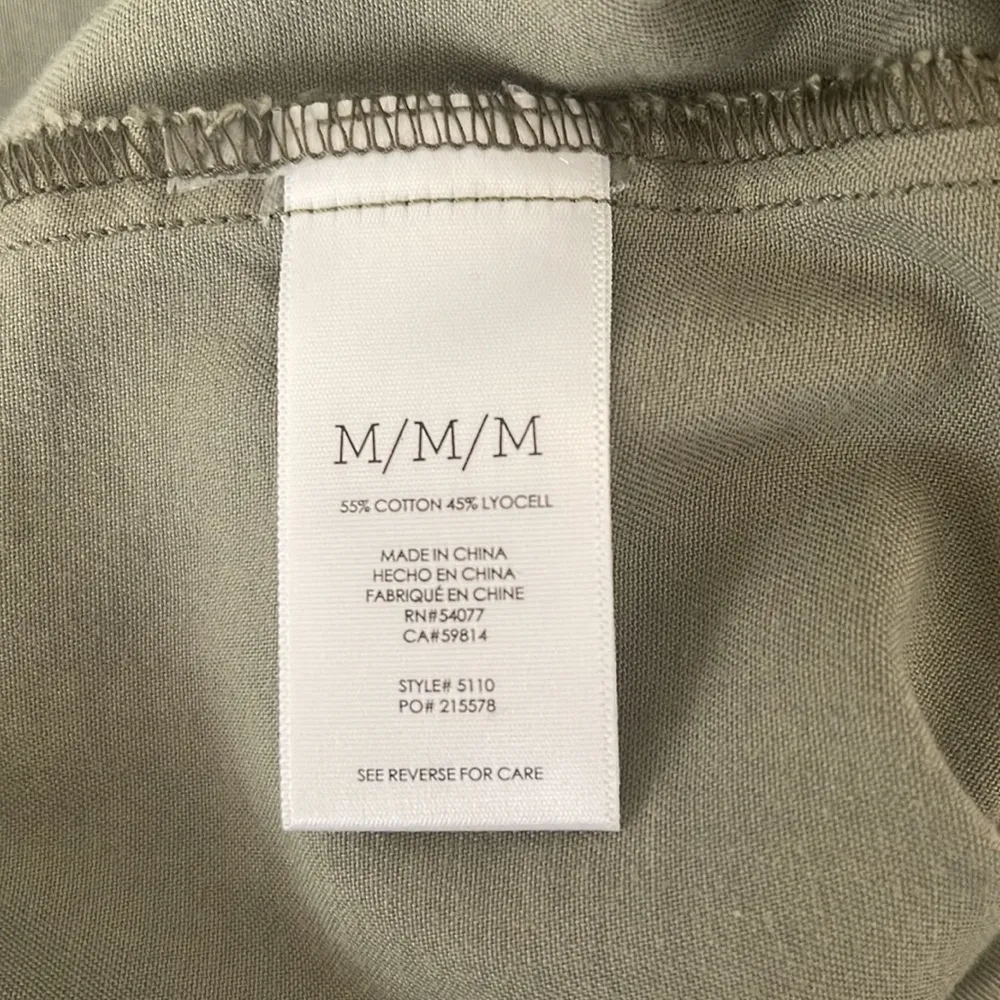 M/M/M
55% COTTON 45% LYOCELL
MADE IN CHINA
HECHO EN CHINA
FABRIQUÉ EN CHINE
RN#54077
CA#59814
STYLE# 5110
PO# 215578
SEE REVERSE FOR CARE